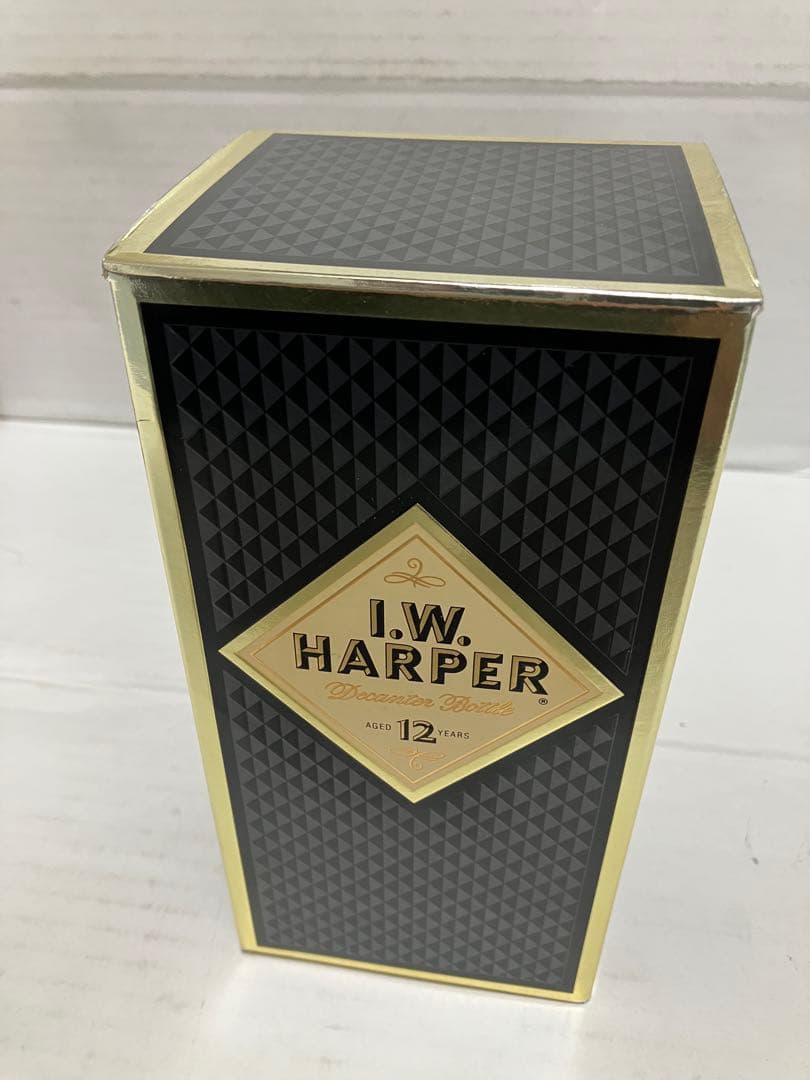 I.W.
HARPER
Decanter Bottle ®
AGED 12 YEARS